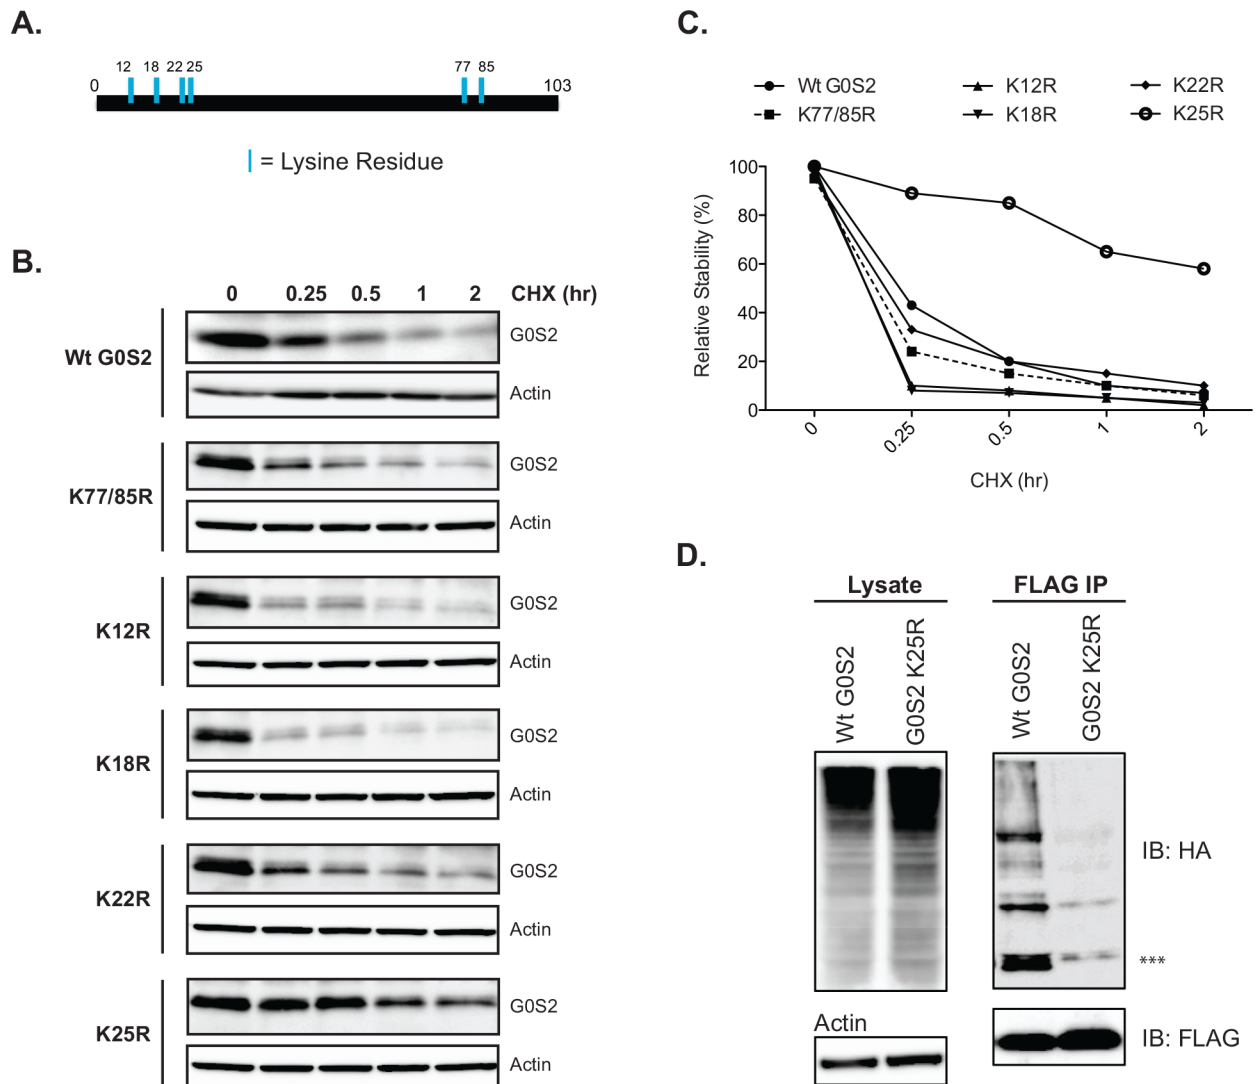 A.
0 12 18 22 25 77 85 103
= Lysine Residue
B.
0 0.25 0.5 1 2 CHX (hr)
Wt G0S2
G0S2
Actin
K77/85R
G0S2
Actin
K12R
G0S2
Actin
K18R
G0S2
Actin
K22R
G0S2
Actin
K25R
G0S2
Actin
C.
Wt G0S2 K12R K22R
K77/85R K18R K25R
Relative Stability (%)
100
80
60
40
20
0
0 0.25 0.5 1 2
CHX (hr)
D.
Lysate FLAG IP
Wt G0S2
G0S2 K25R
Wt G0S2
G0S2 K25R
IB: HA
***
Actin
IB: FLAG